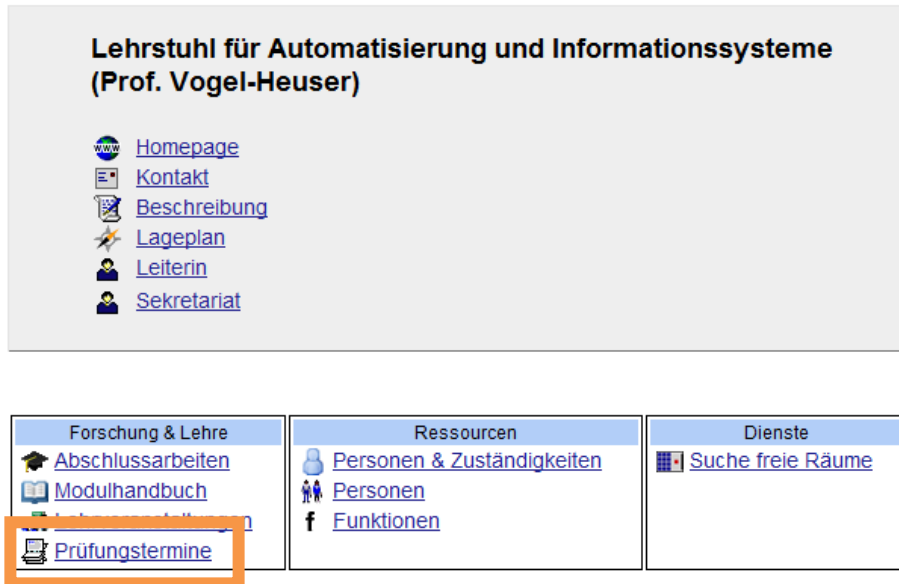 Lehrstuhl für Automatisierung und Informationssysteme
(Prof. Vogel-Heuser)
Homepage
Kontakt
Beschreibung
Lageplan
Leiterin
Sekretariat
Forschung & Lehre
Abschlussarbeiten
Modulhandbuch
Lehrveranstaltungen
Prüfungstermine
Ressourcen
Personen & Zuständigkeiten
Personen
f Funktionen
Dienste
Suche freie Räume